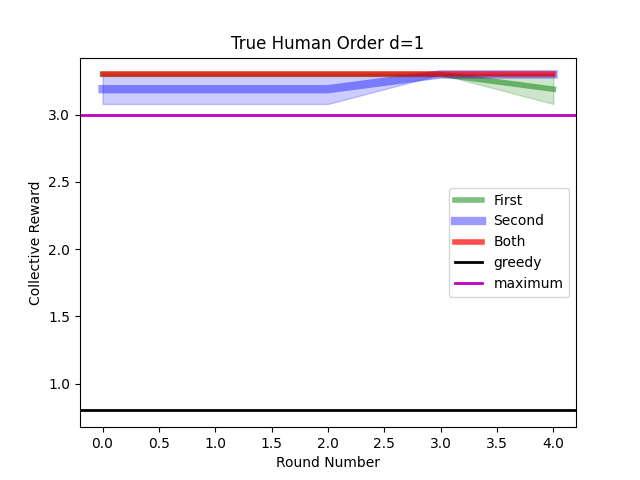 True Human Order d=1
Collective Reward
3.0
2.5
2.0
1.5
1.0
First
Second
Both
greedy
maximum
0.0 0.5 1.0 1.5 2.0 2.5 3.0 3.5 4.0
Round Number